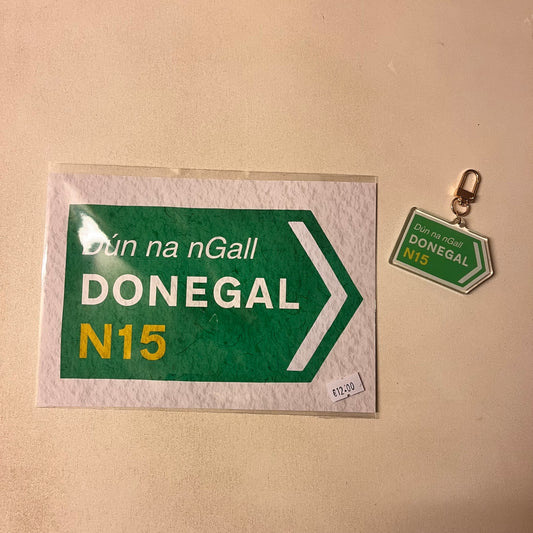 Dún na nGall
DONEGAL
N15
€12.00
Dún na nGall
DONEGAL
N15